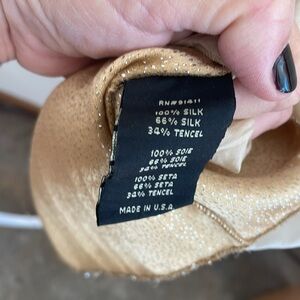 RN#91411
100% SILK
66% SILK
34% TENCEL
100% SOIE
66% SOIE
34% TENCEL
100% SETA
66% SETA
34% TENCEL
MADE IN U.S.A.